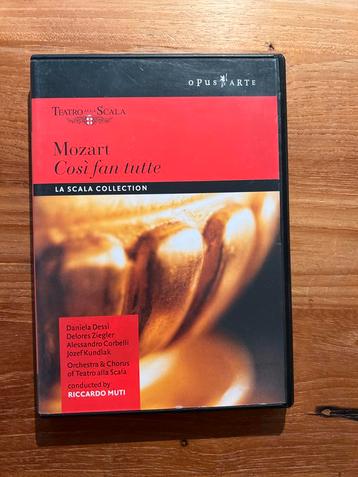 OPUS ARTE
TEATRO ALLA SCALA
Mozart
Così fan tutte
LA SCALA COLLECTION
Daniela Dessì
Delores Ziegler
Alessandro Corbelli
Jozef Kundlak
Orchestra & Chorus
of Teatro alla Scala
conducted by
RICCARDO MUTI